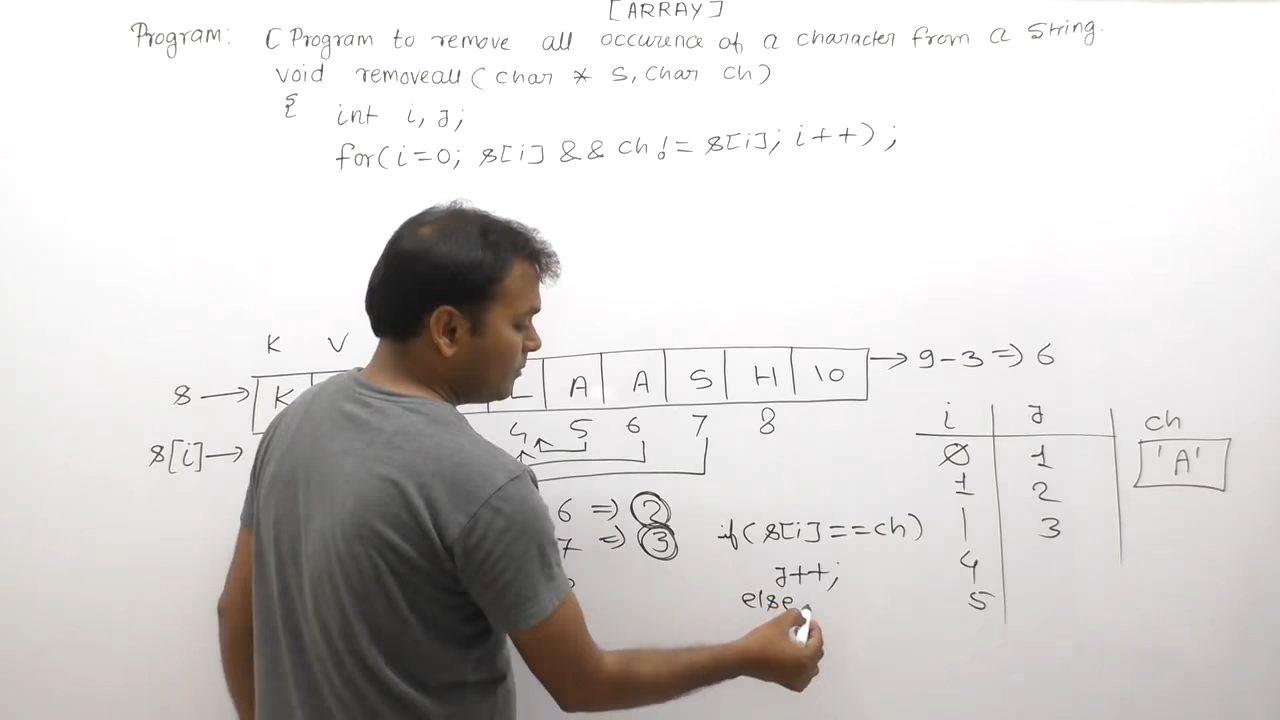 [ARRAY]
Program: (Program to remove all occurence of a character from a String.
void removeall (char * s, char ch)
{ int i, j;
for(i=0; s[i] && ch != s[i]; i++) ;
K V
s → K L A A S H \0 → 9-3 => 6
4 5 6 7 8
s[i] →
6 => 2
7 => 3
if(s[i]==ch)
j++;
else
i j
0 1
1 2
1 3
4
5
ch
'A'